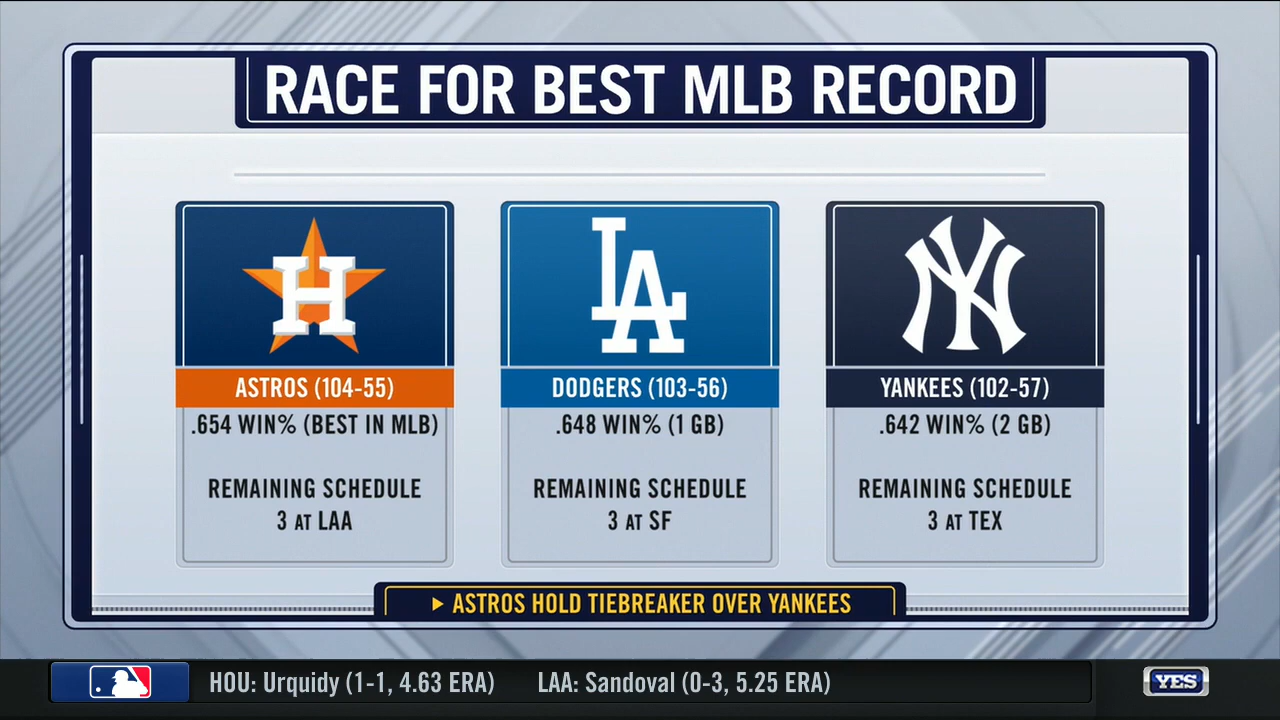 RACE FOR BEST MLB RECORD
H
LA
NY
ASTROS (104-55)
DODGERS (103-56)
YANKEES (102-57)
.654 WIN% (BEST IN MLB)
.648 WIN% (1 GB)
.642 WIN% (2 GB)
REMAINING SCHEDULE
3 AT LAA
REMAINING SCHEDULE
3 AT SF
REMAINING SCHEDULE
3 AT TEX
ASTROS HOLD TIEBREAKER OVER YANKEES
HOU: Urquidy (1-1, 4.63 ERA) LAA: Sandoval (0-3, 5.25 ERA)
YES